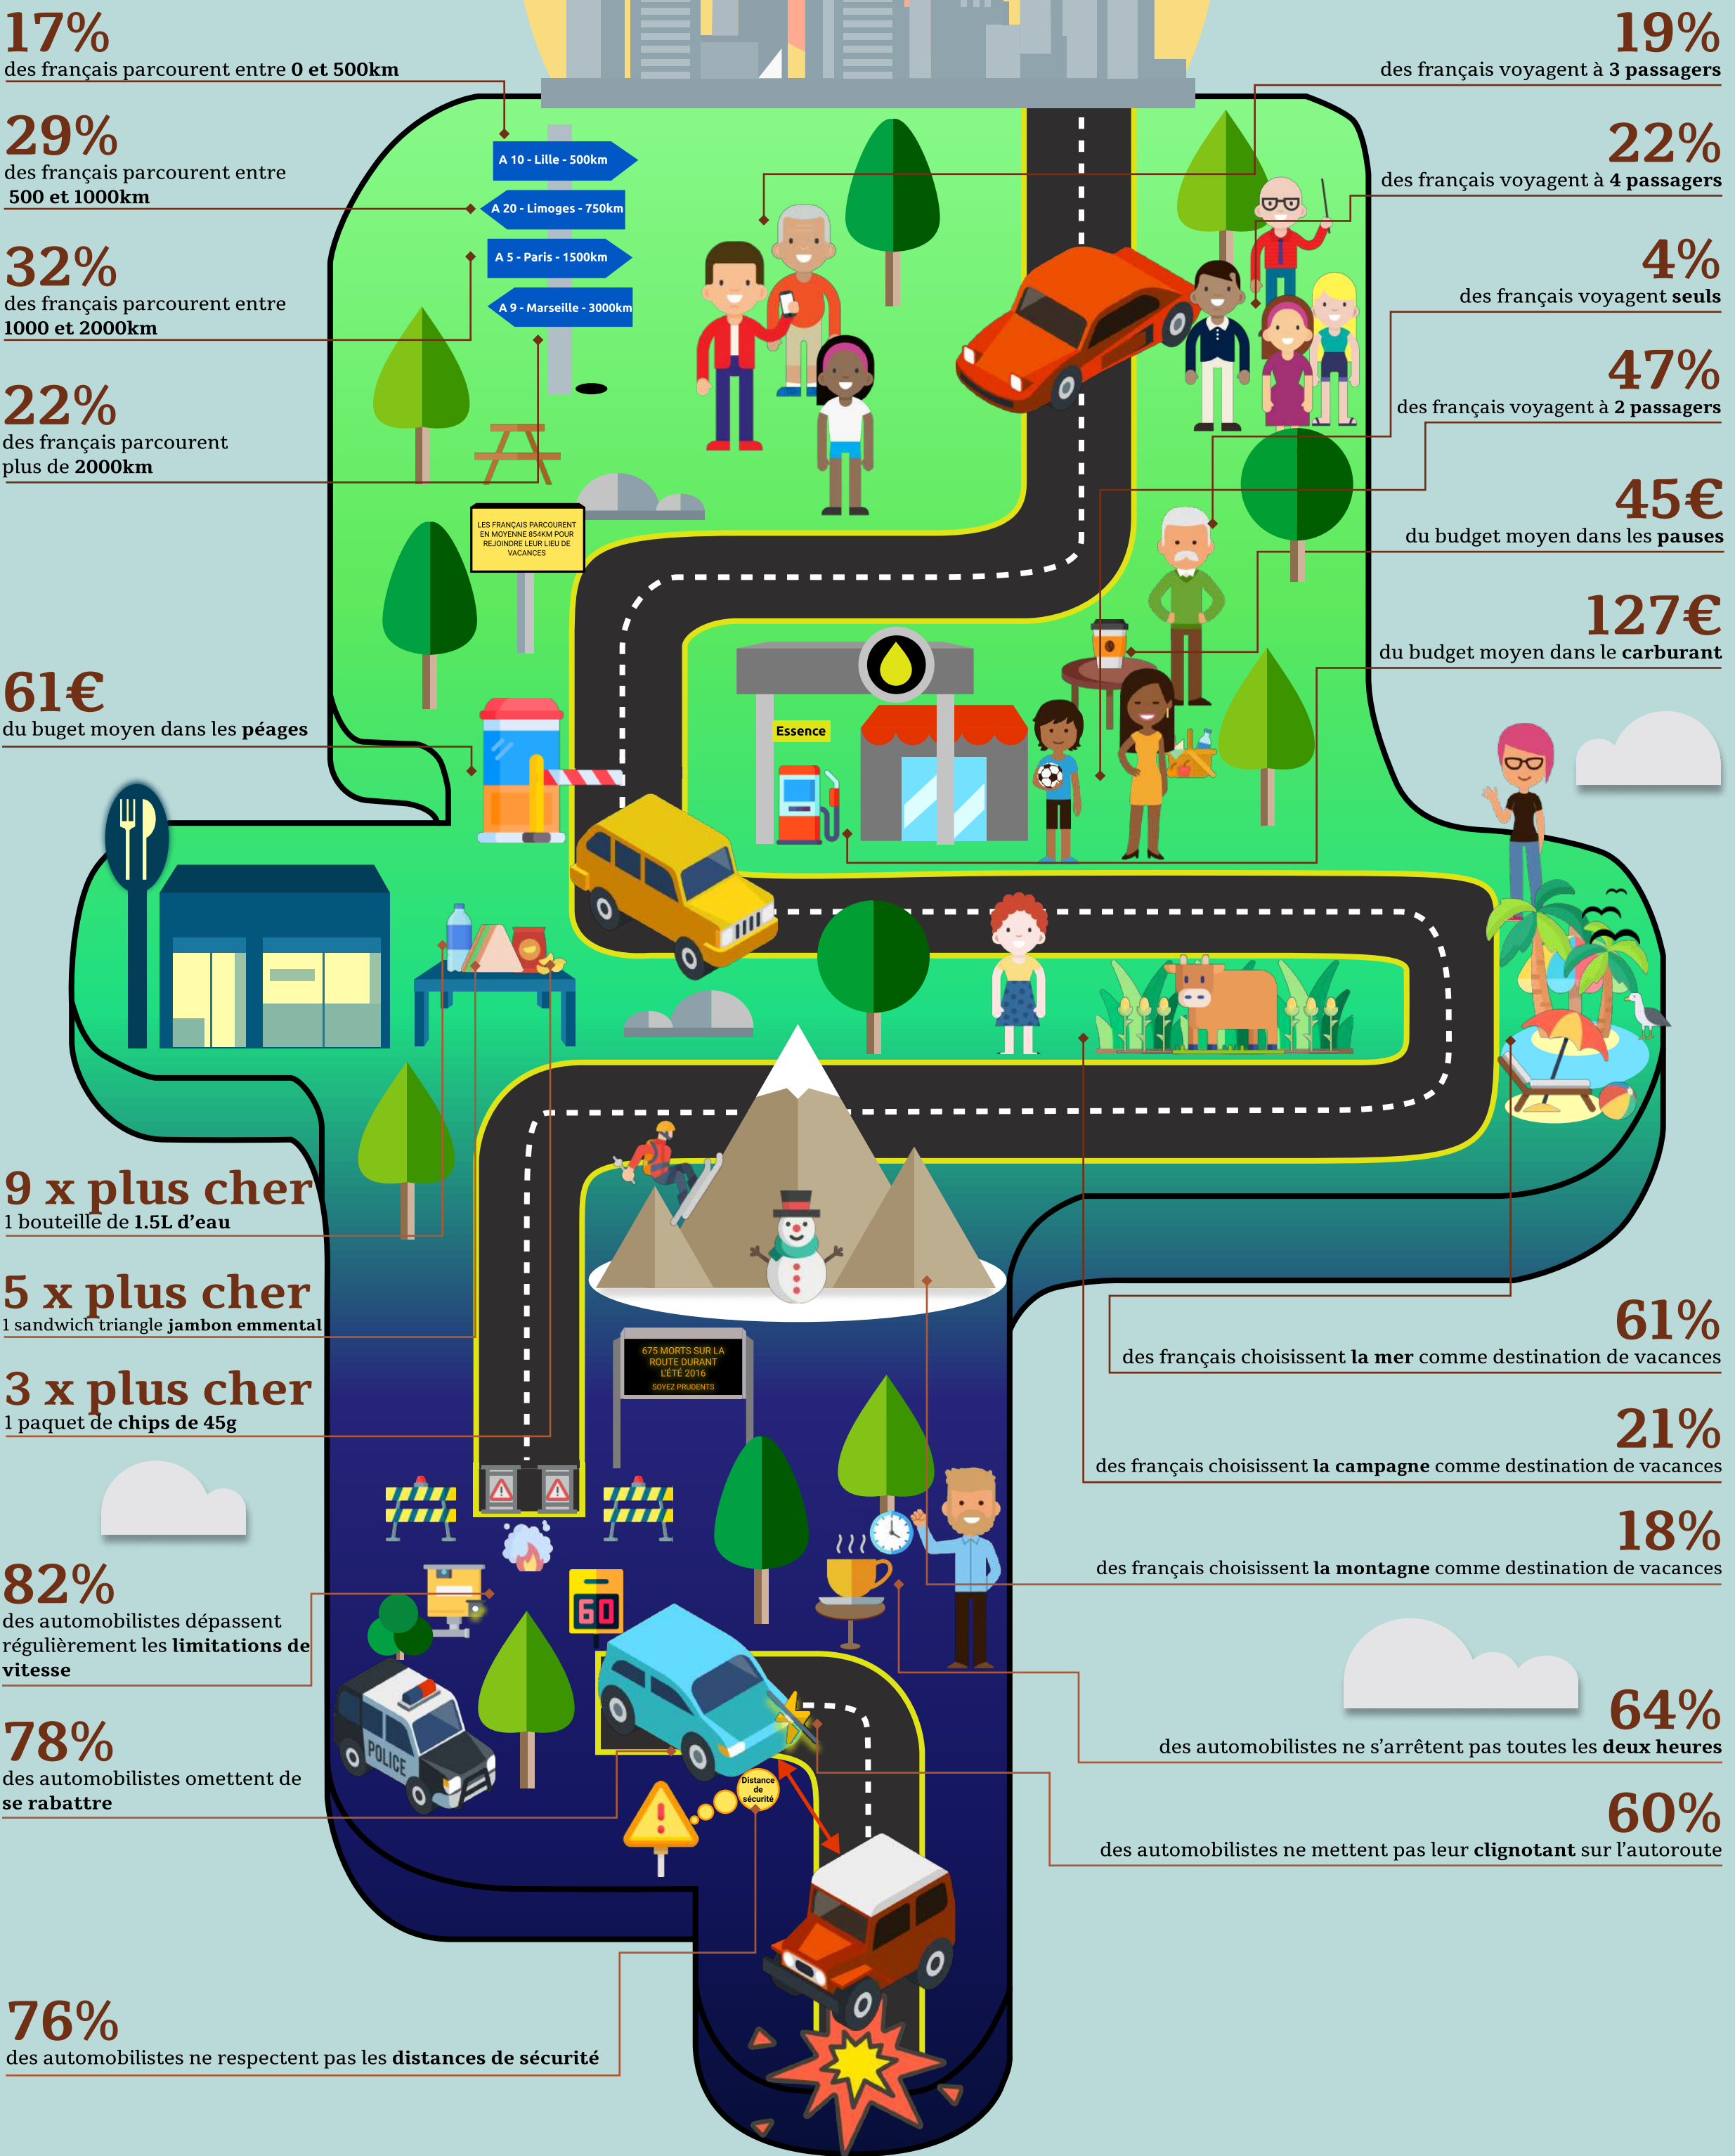 17%
des français parcourent entre 0 et 500km
29%
des français parcourent entre
500 et 1000km
32%
des français parcourent entre
1000 et 2000km
22%
des français parcourent
plus de 2000km
61€
du buget moyen dans les péages
9 x plus cher
1 bouteille de 1.5L d'eau
5 x plus cher
1 sandwich triangle jambon emmental
3 x plus cher
1 paquet de chips de 45g
82%
des automobilistes dépassent
régulièrement les limitations de
vitesse
78%
des automobilistes omettent de
se rabattre
76%
des automobilistes ne respectent pas les distances de sécurité
A 10 - Lille - 500km
A 20 - Limoges - 750km
A 5 - Paris - 1500km
A 9 - Marseille - 3000km
LES FRANÇAIS PARCOURENT
EN MOYENNE 854KM POUR
REJOINDRE LEUR LIEU DE
VACANCES
Essence
675 MORTS SUR LA
ROUTE DURANT
L'ÉTÉ 2016
SOYEZ PRUDENTS
60
POLICE
Distance
de
sécurité
19%
des français voyagent à 3 passagers
22%
des français voyagent à 4 passagers
4%
des français voyagent seuls
47%
des français voyagent à 2 passagers
45€
du budget moyen dans les pauses
127€
du budget moyen dans le carburant
61%
des français choisissent la mer comme destination de vacances
21%
des français choisissent la campagne comme destination de vacances
18%
des français choisissent la montagne comme destination de vacances
64%
des automobilistes ne s'arrêtent pas toutes les deux heures
60%
des automobilistes ne mettent pas leur clignotant sur l'autoroute